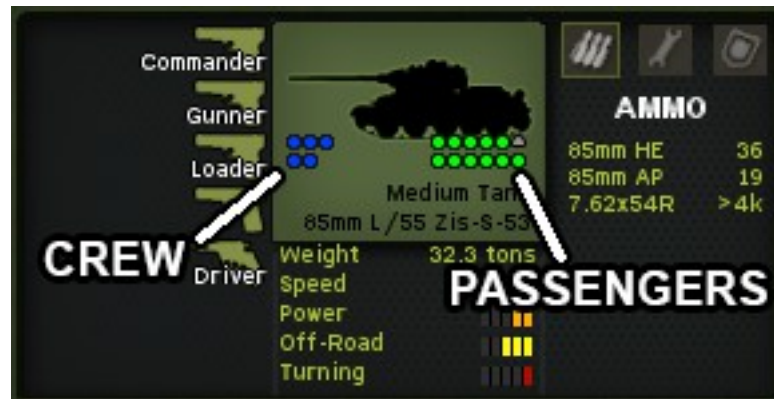 Commander
Gunner
Loader
Driver
CREW
Medium Tan
85mm L/55 Zis-S-53
Weight 32.3 tons
Speed
Power
Off-Road
Turning
PASSENGERS
AMMO
85mm HE 36
85mm AP 19
7.62x54R >4k